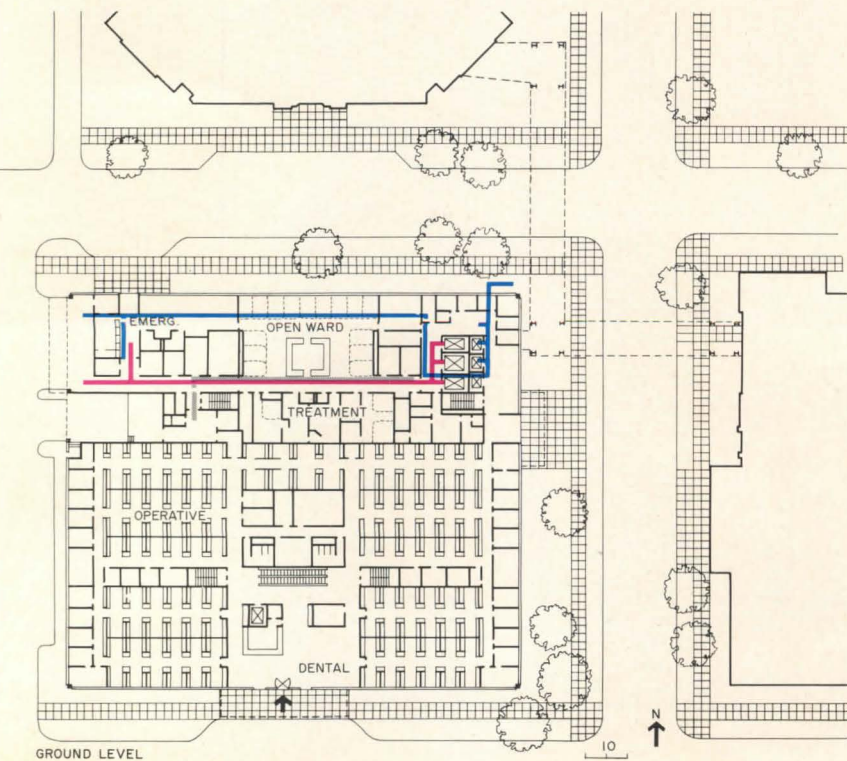 EMERG.
OPEN WARD
TREATMENT
OPERATIVE
DENTAL
N
10
GROUND LEVEL